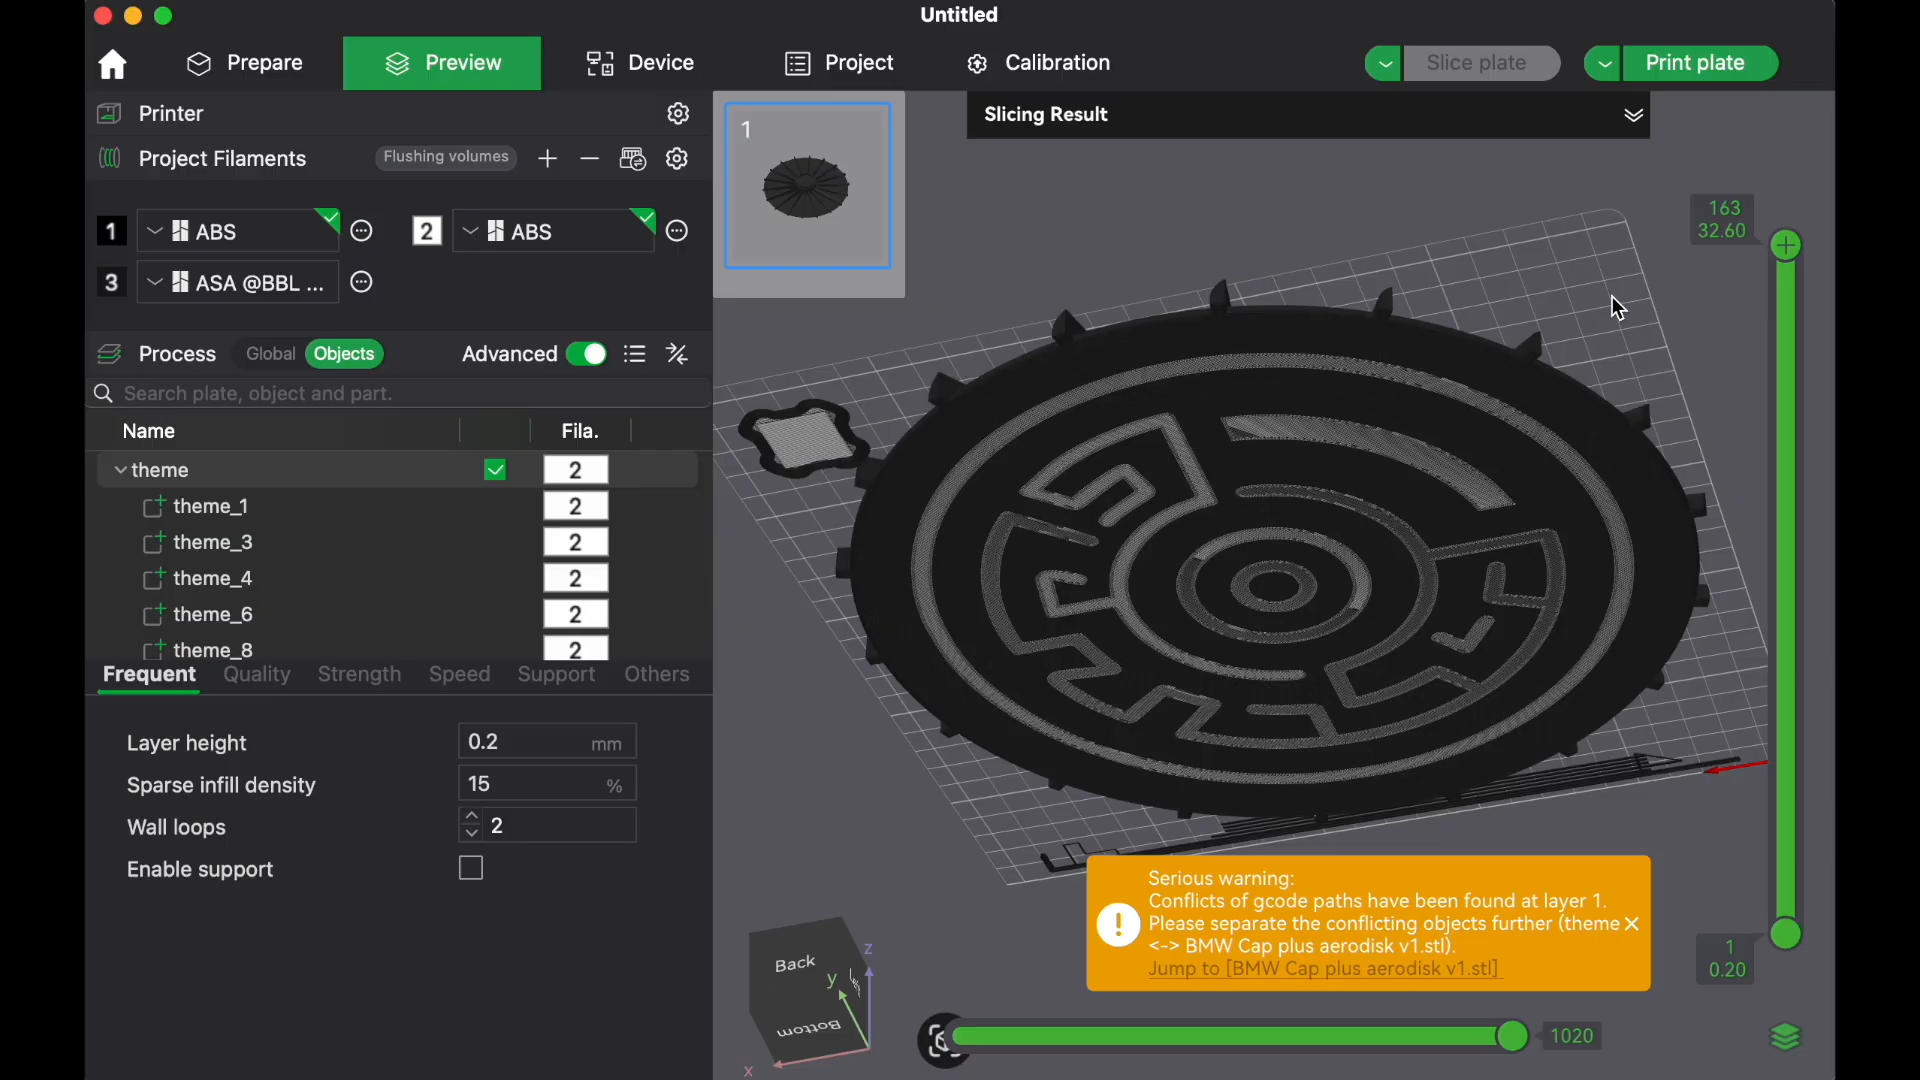 Untitled
Prepare
Preview
Device
Project
Calibration
Slice plate
Print plate
Printer
Project Filaments
Flushing volumes
1 ABS
2 ABS
3 ASA @BBL ...
Process
Global
Objects
Advanced
Search plate, object and part.
Name
Fila.
theme 2
theme_1 2
theme_3 2
theme_4 2
theme_6 2
theme_8 2
Frequent
Quality
Strength
Speed
Support
Others
Layer height 0.2 mm
Sparse infill density 15 %
Wall loops 2
Enable support
1
Slicing Result
163
32.60
Serious warning:
Conflicts of gcode paths have been found at layer 1.
Please separate the conflicting objects further (theme
<-> BMW Cap plus aerodisk v1.stl).
Jump to [BMW Cap plus aerodisk v1.stl]
1
0.20
Back
Bottom
z
y
x
1020